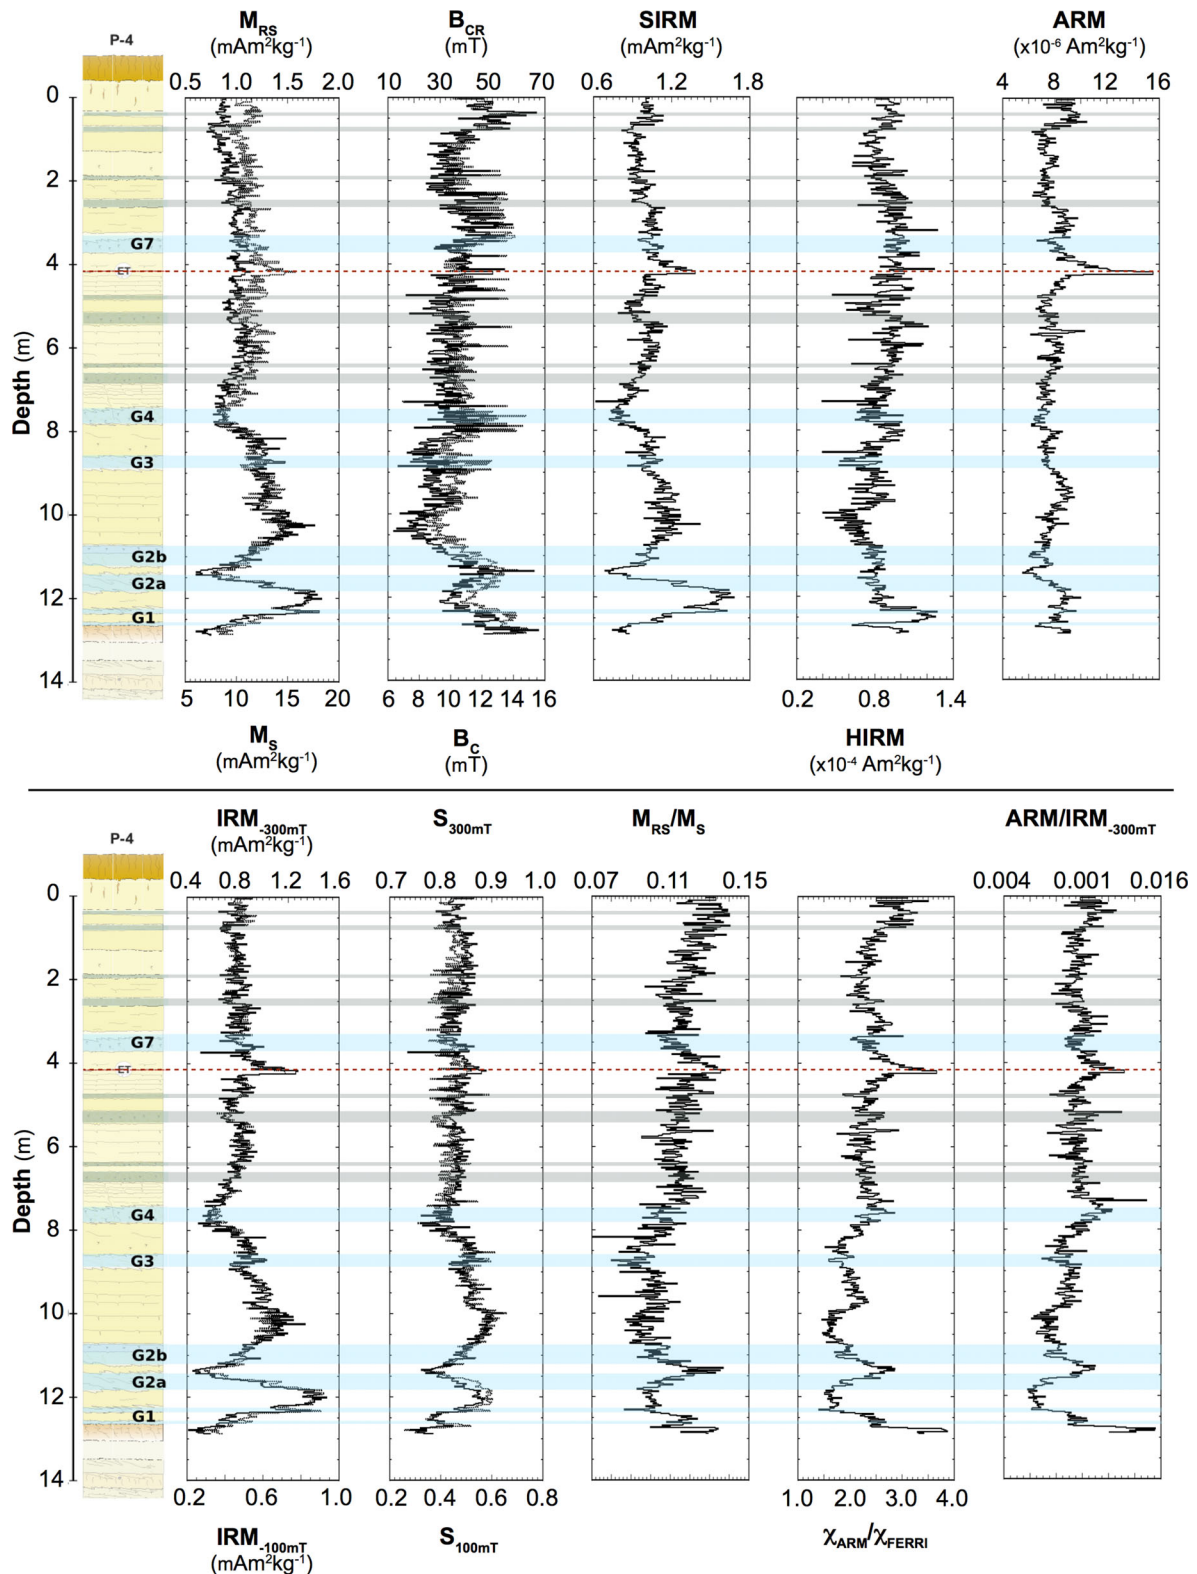 M_RS B_CR SIRM ARM
P-4 (mAm²kg⁻¹) (mT) (mAm²kg⁻¹) (x10⁻⁶ Am²kg⁻¹)
0.5 1.0 1.5 2.0 10 30 50 70 0.6 1.2 1.8 4 8 12 16
0
2
G7
4
ET
6
G4
8
G3
10
G2b
G2a
12
G1
14
Depth (m)
5 10 15 20 6 8 10 12 14 16 0.2 0.8 1.4
M_S B_C HIRM
(mAm²kg⁻¹) (mT) (x10⁻⁴ Am²kg⁻¹)
IRM_-300mT S_300mT M_RS/M_S ARM/IRM_-300mT
P-4 (mAm²kg⁻¹)
0.4 0.8 1.2 1.6 0.7 0.8 0.9 1.0 0.07 0.11 0.15 0.004 0.001 0.016
0
2
G7
4
ET
6
G4
8
G3
10
G2b
G2a
12
G1
14
Depth (m)
0.2 0.6 1.0 0.2 0.4 0.6 0.8 1.0 2.0 3.0 4.0
IRM_-100mT S_100mT χ_ARM/χ_FERRI
(mAm²kg⁻¹)